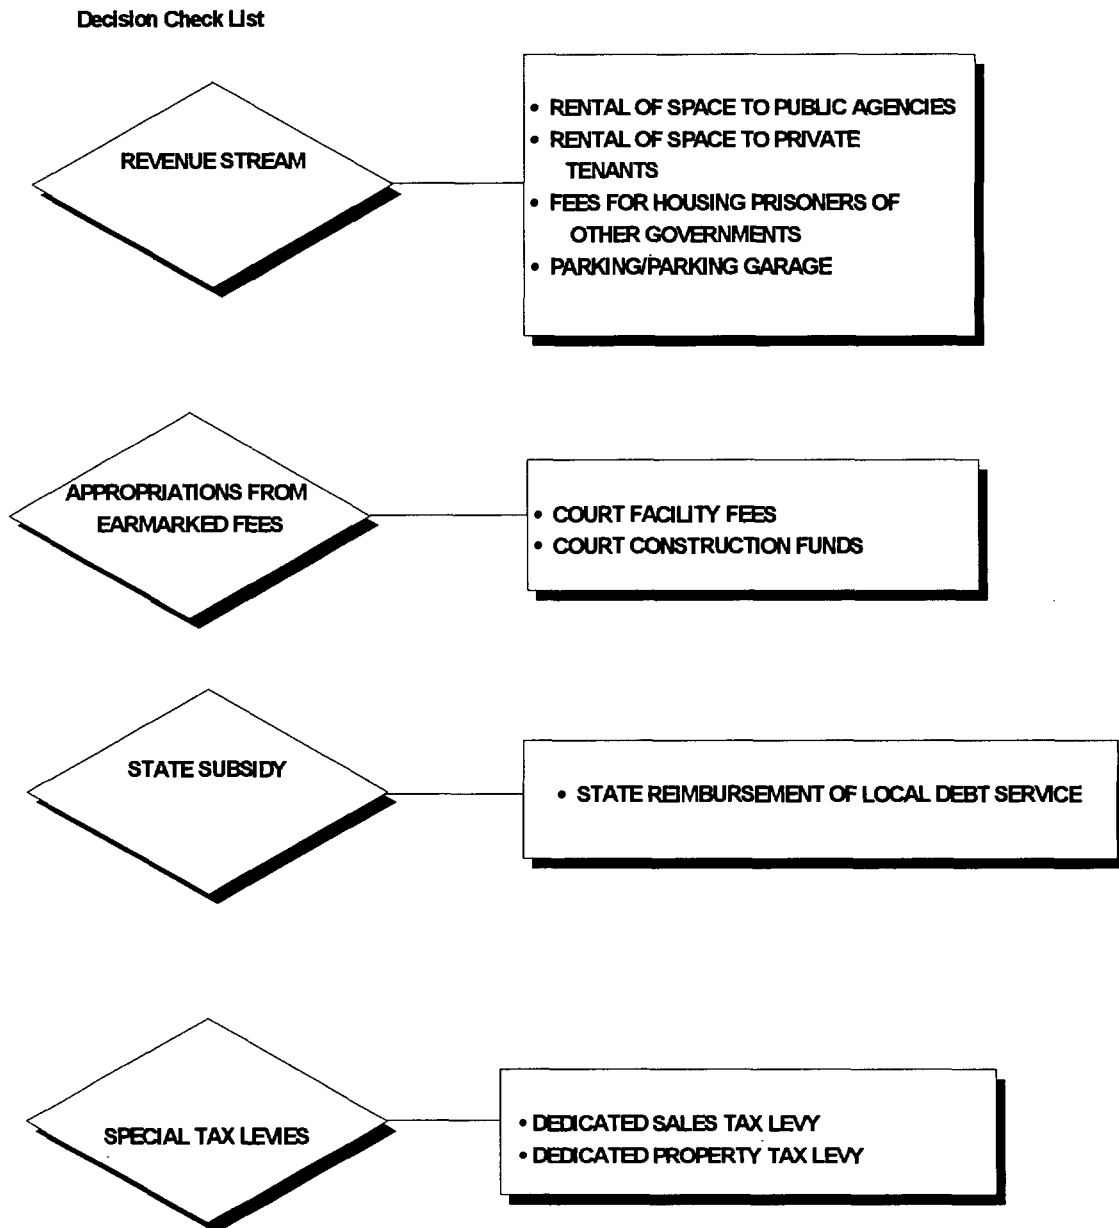 Decision Check List
REVENUE STREAM
• RENTAL OF SPACE TO PUBLIC AGENCIES
• RENTAL OF SPACE TO PRIVATE
TENANTS
• FEES FOR HOUSING PRISONERS OF
OTHER GOVERNMENTS
• PARKING/PARKING GARAGE
APPROPRIATIONS FROM
EARMARKED FEES
• COURT FACILITY FEES
• COURT CONSTRUCTION FUNDS
STATE SUBSIDY
• STATE REIMBURSEMENT OF LOCAL DEBT SERVICE
SPECIAL TAX LEVIES
• DEDICATED SALES TAX LEVY
• DEDICATED PROPERTY TAX LEVY